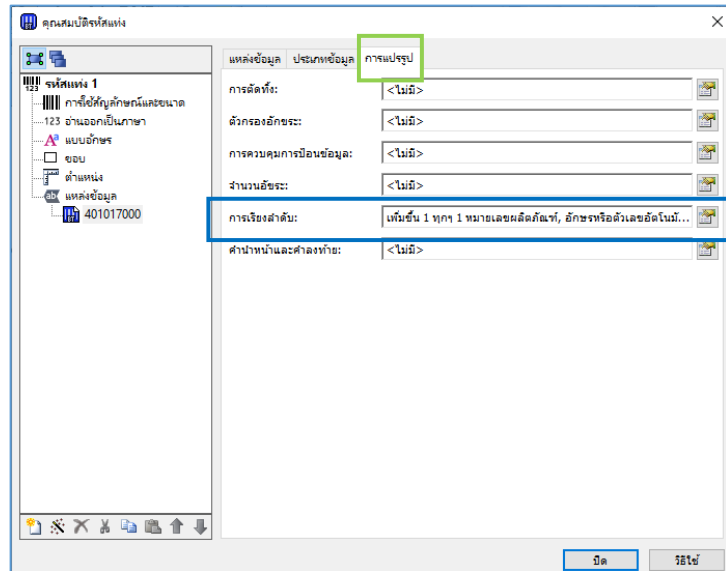 คุณสมบัติรหัสแท่ง
แหล่งข้อมูล ประเภทข้อมูล การแปรรูป
รหัสแท่ง 1
การใช้สัญลักษณ์และขนาด
123 อ่านออกเป็นภาษา
แบบอักษร
ขอบ
ตำแหน่ง
แหล่งข้อมูล
401017000
การตัดทิ้ง: <ไม่มี>
ตัวกรองอักขระ: <ไม่มี>
การควบคุมการป้อนข้อมูล: <ไม่มี>
จำนวนอัขระ: <ไม่มี>
การเรียงลำดับ: เพิ่มขึ้น 1 ทุกๆ 1 หมายเลขผลิตภัณฑ์, อักษรหรือตัวเลขอัตโนมั...
คำนำหน้าและคำลงท้าย: <ไม่มี>
ปิด วิธีใช้